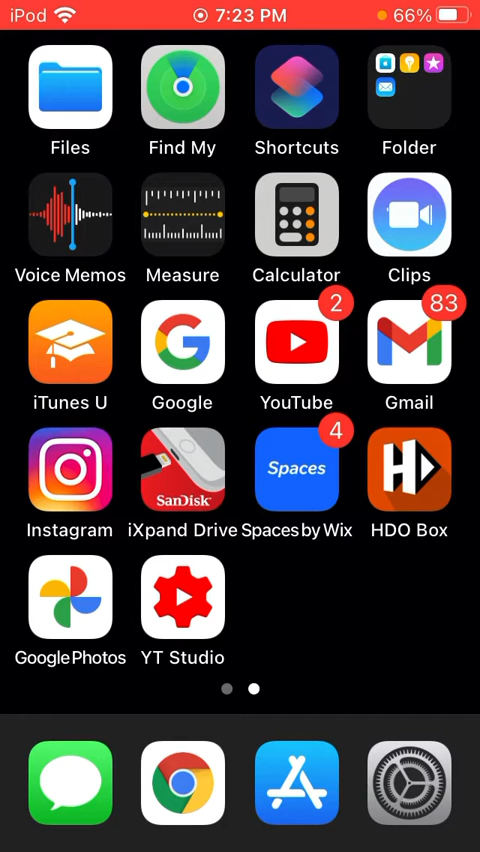 iPod 7:23 PM 66%
Files Find My Shortcuts Folder
Voice Memos Measure Calculator Clips
2 83
iTunes U Google YouTube Gmail
4
SanDisk® Spaces
Instagram iXpand Drive Spaces by Wix HDO Box
Google Photos YT Studio